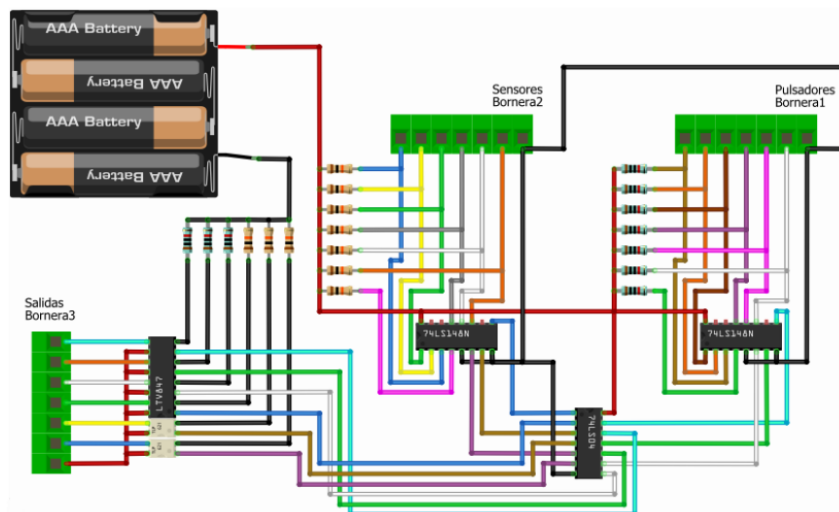 AAA Battery
AAA Battery
AAA Battery
AAA Battery
Sensores
Bornera2
Pulsadores
Bornera1
Salidas
Bornera3
74LS148N
74LS148N
LTV847
74LS04